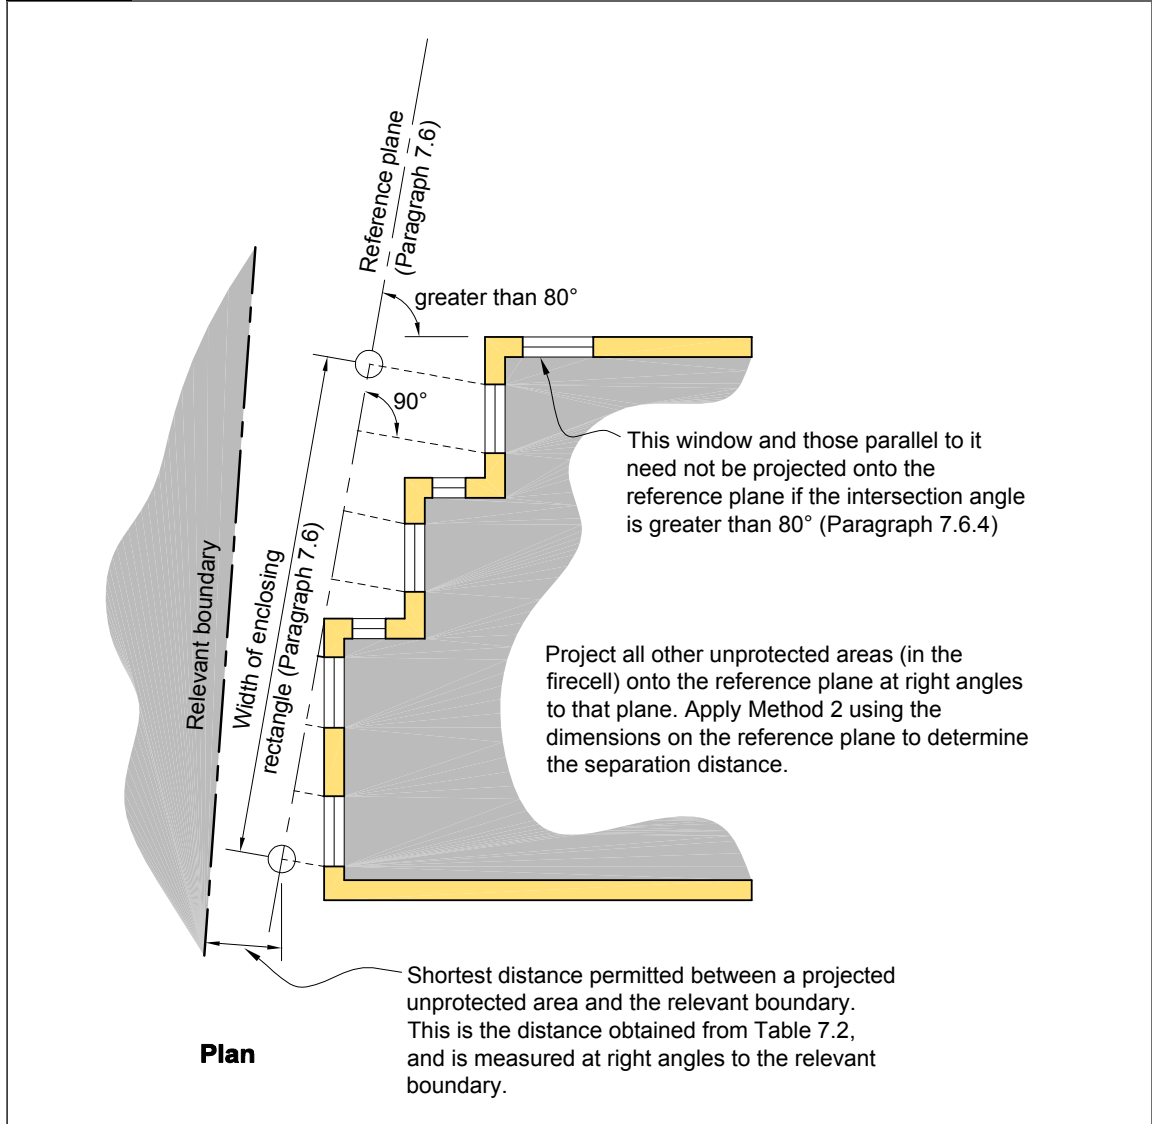 Reference plane
(Paragraph 7.6)
greater than 80°
90°
This window and those parallel to it
need not be projected onto the
reference plane if the intersection angle
is greater than 80° (Paragraph 7.6.4)
Relevant boundary
Width of enclosing
rectangle (Paragraph 7.6)
Project all other unprotected areas (in the
firecell) onto the reference plane at right angles
to that plane. Apply Method 2 using the
dimensions on the reference plane to determine
the separation distance.
Shortest distance permitted between a projected
unprotected area and the relevant boundary.
This is the distance obtained from Table 7.2,
and is measured at right angles to the relevant
boundary.
Plan